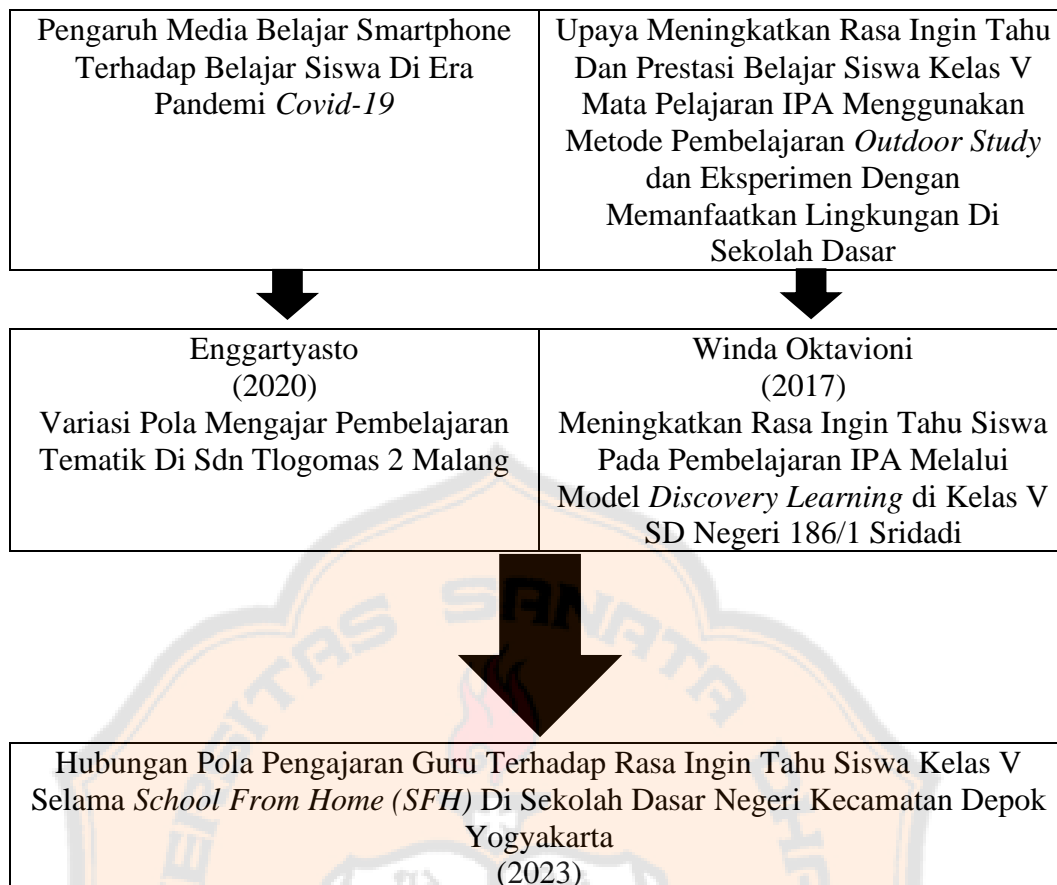 Pengaruh Media Belajar Smartphone
Terhadap Belajar Siswa Di Era
Pandemi Covid-19
Upaya Meningkatkan Rasa Ingin Tahu
Dan Prestasi Belajar Siswa Kelas V
Mata Pelajaran IPA Menggunakan
Metode Pembelajaran Outdoor Study
dan Eksperimen Dengan
Memanfaatkan Lingkungan Di
Sekolah Dasar
Enggartyasto
(2020)
Variasi Pola Mengajar Pembelajaran
Tematik Di Sdn Tlogomas 2 Malang
Winda Oktavioni
(2017)
Meningkatkan Rasa Ingin Tahu Siswa
Pada Pembelajaran IPA Melalui
Model Discovery Learning di Kelas V
SD Negeri 186/1 Sridadi
Hubungan Pola Pengajaran Guru Terhadap Rasa Ingin Tahu Siswa Kelas V
Selama School From Home (SFH) Di Sekolah Dasar Negeri Kecamatan Depok
Yogyakarta
(2023)